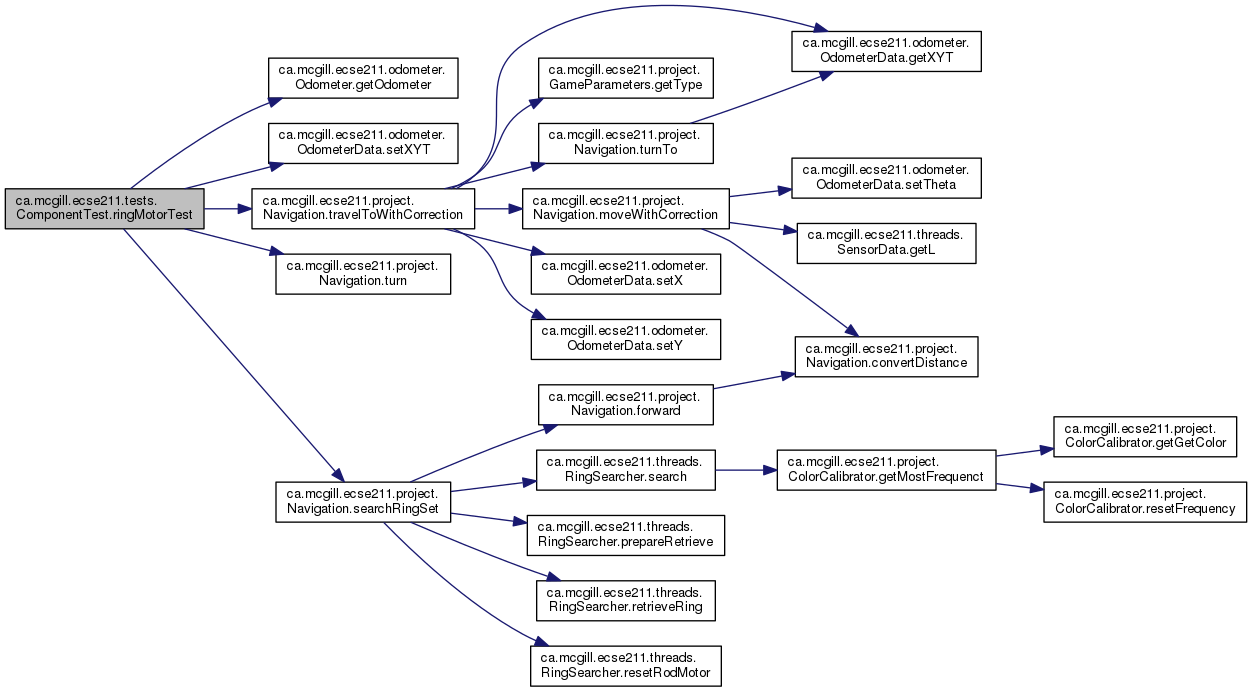 ca.mcgill.ecse211.tests.
ComponentTest.ringMotorTest
ca.mcgill.ecse211.odometer.
Odometer.getOdometer
ca.mcgill.ecse211.odometer.
OdometerData.setXYT
ca.mcgill.ecse211.project.
Navigation.travelToWithCorrection
ca.mcgill.ecse211.project.
Navigation.turn
ca.mcgill.ecse211.project.
Navigation.searchRingSet
ca.mcgill.ecse211.project.
GameParameters.getType
ca.mcgill.ecse211.project.
Navigation.turnTo
ca.mcgill.ecse211.project.
Navigation.moveWithCorrection
ca.mcgill.ecse211.odometer.
OdometerData.setX
ca.mcgill.ecse211.odometer.
OdometerData.setY
ca.mcgill.ecse211.project.
Navigation.forward
ca.mcgill.ecse211.threads.
RingSearcher.search
ca.mcgill.ecse211.threads.
RingSearcher.prepareRetrieve
ca.mcgill.ecse211.threads.
RingSearcher.retrieveRing
ca.mcgill.ecse211.threads.
RingSearcher.resetRodMotor
ca.mcgill.ecse211.odometer.
OdometerData.getXYT
ca.mcgill.ecse211.odometer.
OdometerData.setTheta
ca.mcgill.ecse211.threads.
SensorData.getL
ca.mcgill.ecse211.project.
Navigation.convertDistance
ca.mcgill.ecse211.project.
ColorCalibrator.getMostFrequenct
ca.mcgill.ecse211.project.
ColorCalibrator.getGetColor
ca.mcgill.ecse211.project.
ColorCalibrator.resetFrequency